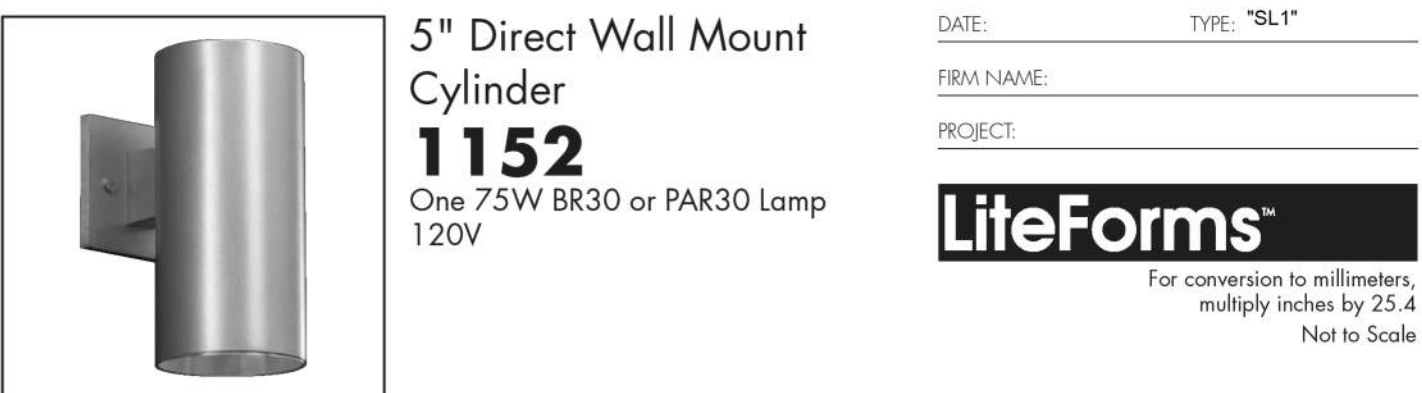 5" Direct Wall Mount
Cylinder
1152
One 75W BR30 or PAR30 Lamp
120V
DATE: TYPE: "SL1"
FIRM NAME:
PROJECT:
LiteForms™
For conversion to millimeters,
multiply inches by 25.4
Not to Scale